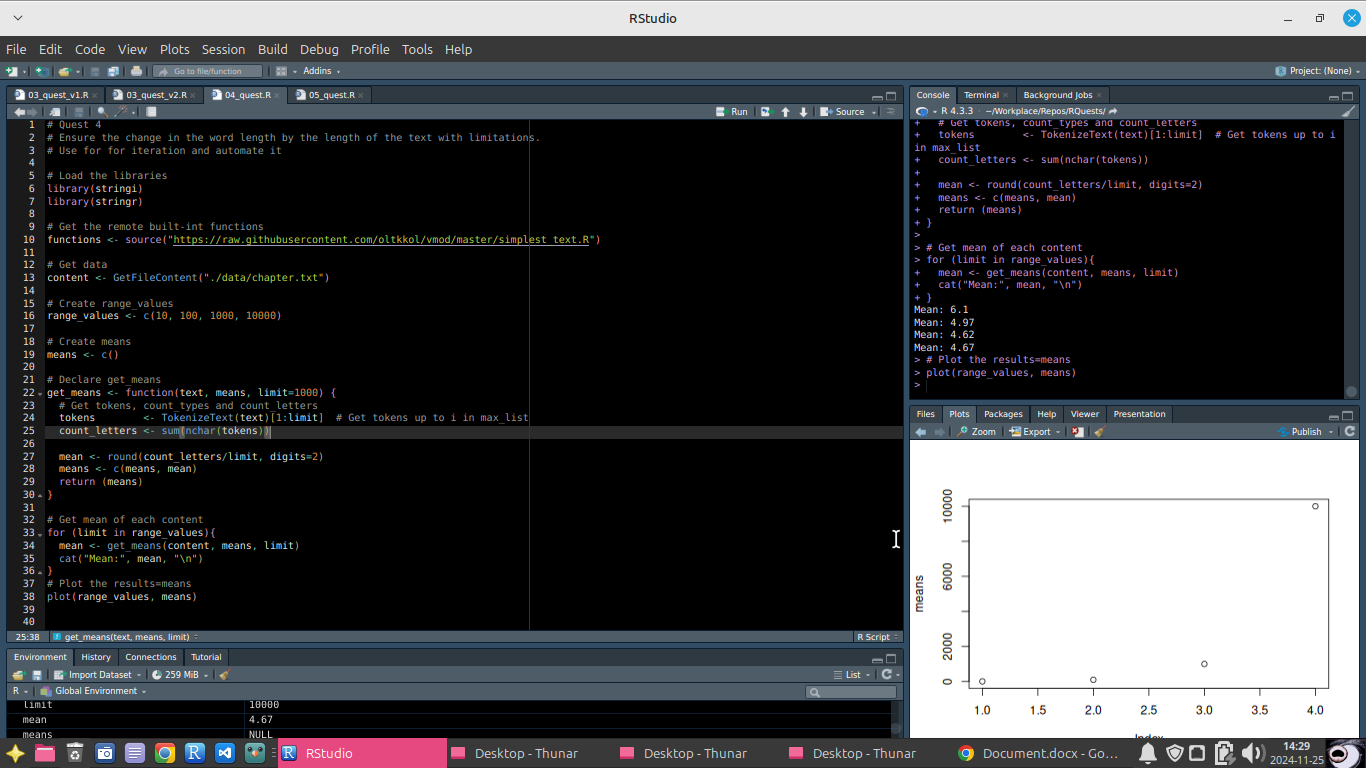 RStudio
File Edit Code View Plots Session Build Debug Profile Tools Help
Go to file/function Addins Project: (None)
03_quest_v1.R 03_quest_v2.R 04_quest.R 05_quest.R
Run Source
1 # Quest 4
2 # Ensure the change in the word length by the length of the text with limitations.
3 # Use for for iteration and automate it
4
5 # Load the libraries
6 library(stringi)
7 library(stringr)
8
9 # Get the remote built-int functions
10 functions <- source("https://raw.githubusercontent.com/oltkkol/vmod/master/simplest_text.R")
11
12 # Get data
13 content <- GetFileContent("./data/chapter.txt")
14
15 # Create range_values
16 range_values <- c(10, 100, 1000, 10000)
17
18 # Create means
19 means <- c()
20
21 # Declare get_means
22 get_means <- function(text, means, limit=1000) {
23 # Get tokens, count_types and count_letters
24 tokens <- TokenizeText(text)[1:limit] # Get tokens up to i in max_list
25 count_letters <- sum(nchar(tokens))
26
27 mean <- round(count_letters/limit, digits=2)
28 means <- c(means, mean)
29 return (means)
30 }
31
32 # Get mean of each content
33 for (limit in range_values){
34 mean <- get_means(content, means, limit)
35 cat("Mean:", mean, "\n")
36 }
37 # Plot the results=means
38 plot(range_values, means)
39
40
25:38 get_means(text, means, limit) R Script
Environment History Connections Tutorial
Import Dataset 259 MiB List
R Global Environment
limit 10000
mean 4.67
means NULL
Console Terminal Background Jobs
R 4.3.3 · ~/Workplace/Repos/RQuests/
+ # Get tokens, count_types and count_letters
+ tokens <- TokenizeText(text)[1:limit] # Get tokens up to i
in max_list
+ count_letters <- sum(nchar(tokens))
+
+ mean <- round(count_letters/limit, digits=2)
+ means <- c(means, mean)
+ return (means)
+ }
>
> # Get mean of each content
> for (limit in range_values){
+ mean <- get_means(content, means, limit)
+ cat("Mean:", mean, "\n")
+ }
Mean: 6.1
Mean: 4.97
Mean: 4.62
Mean: 4.67
> # Plot the results=means
> plot(range_values, means)
>
Files Plots Packages Help Viewer Presentation
Zoom Export Publish
means
10000
6000
2000
0
1.0 1.5 2.0 2.5 3.0 3.5 4.0
Index
RStudio Desktop - Thunar Desktop - Thunar Desktop - Thunar Document.docx - Go... 14:29
2024-11-25